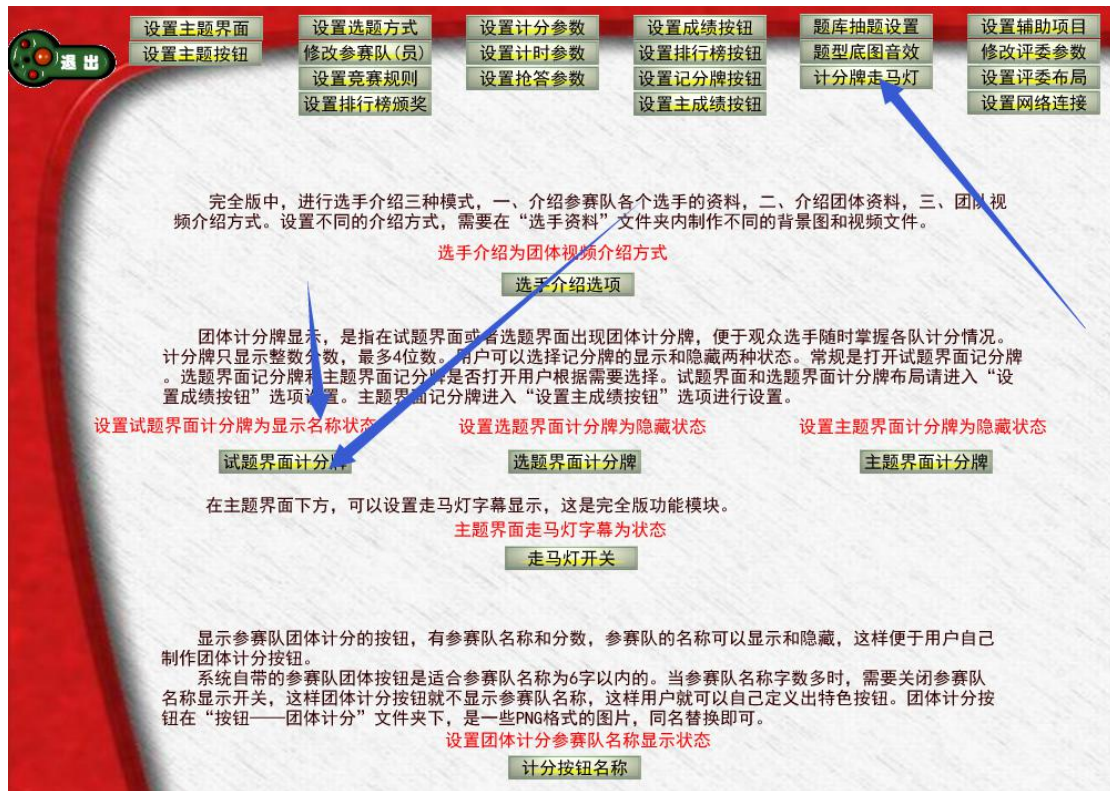 退出
设置主题界面 设置选题方式 设置计分参数 设置成绩按钮 题库抽题设置 设置辅助项目
设置主题按钮 修改参赛队(员) 设置计时参数 设置排行榜按钮 题型底图音效 修改评委参数
设置竞赛规则 设置抢答参数 设置记分牌按钮 计分牌走马灯 设置评委布局
设置排行榜颁奖 设置主成绩按钮 设置网络连接
完全版中，进行选手介绍三种模式，一、介绍参赛队各个选手的资料，二、介绍团体资料，三、团队视
频介绍方式。设置不同的介绍方式，需要在“选手资料”文件夹内制作不同的背景图和视频文件。
选手介绍为团体视频介绍方式
选手介绍选项
团体计分牌显示，是指在试题界面或者选题界面出现团体计分牌，便于观众选手随时掌握各队计分情况。
计分牌只显示整数分数，最多4位数。用户可以选择记分牌的显示和隐藏两种状态。常规是打开试题界面记分牌
。选题界面记分牌和主题界面记分牌是否打开用户根据需要选择。试题界面和选题界面计分牌布局请进入“设
置成绩按钮”选项设置。主题界面记分牌进入“设置主成绩按钮”选项进行设置。
设置试题界面计分牌为显示名称状态 设置选题界面计分牌为隐藏状态 设置主题界面计分牌为隐藏状态
试题界面计分牌 选题界面计分牌 主题界面计分牌
在主题界面下方，可以设置走马灯字幕显示，这是完全版功能模块。
主题界面走马灯字幕为状态
走马灯开关
显示参赛队团体计分的按钮，有参赛队名称和分数，参赛队的名称可以显示和隐藏，这样便于用户自己
制作团体计分按钮。
系统自带的参赛队团体按钮是适合参赛队名称为6字以内的。当参赛队名称字数多时，需要关闭参赛队
名称显示开关，这样团体计分按钮就不显示参赛队名称，这样用户就可以自己定义出特色按钮。团体计分按
钮在“按钮——团体计分”文件夹下，是一些PNG格式的图片，同名替换即可。
设置团体计分参赛队名称显示状态
计分按钮名称